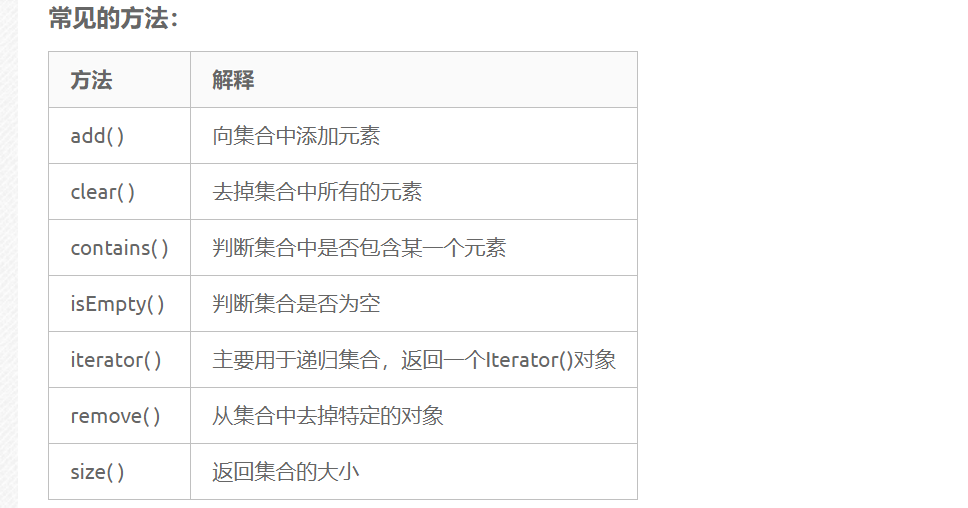 常见的方法：
方法 解释
add( ) 向集合中添加元素
clear( ) 去掉集合中所有的元素
contains( ) 判断集合中是否包含某一个元素
isEmpty( ) 判断集合是否为空
iterator( ) 主要用于递归集合，返回一个Iterator()对象
remove( ) 从集合中去掉特定的对象
size( ) 返回集合的大小